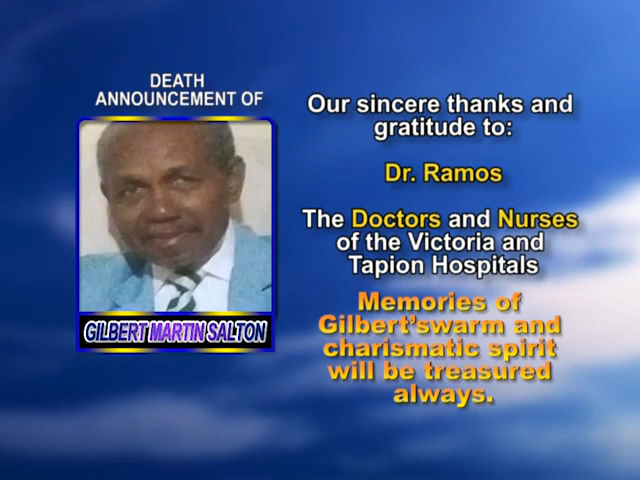 DEATH
ANNOUNCEMENT OF
GILBERT MARTIN SALTON
Our sincere thanks and
gratitude to:
Dr. Ramos
The Doctors and Nurses
of the Victoria and
Tapion Hospitals
Memories of
Gilbert'swarm and
charismatic spirit
will be treasured
always.